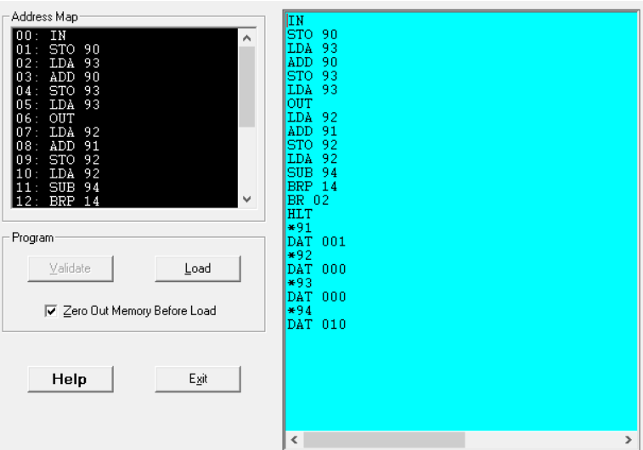 Address Map
00: IN
01: STO 90
02: LDA 93
03: ADD 90
04: STO 93
05: LDA 93
06: OUT
07: LDA 92
08: ADD 91
09: STO 92
10: LDA 92
11: SUB 94
12: BRP 14
Program
Validate
Load
Zero Out Memory Before Load
Help
Exit
IN
STO 90
LDA 93
ADD 90
STO 93
LDA 93
OUT
LDA 92
ADD 91
STO 92
LDA 92
SUB 94
BRP 14
BR 02
HLT
*91
DAT 001
*92
DAT 000
*93
DAT 000
*94
DAT 010